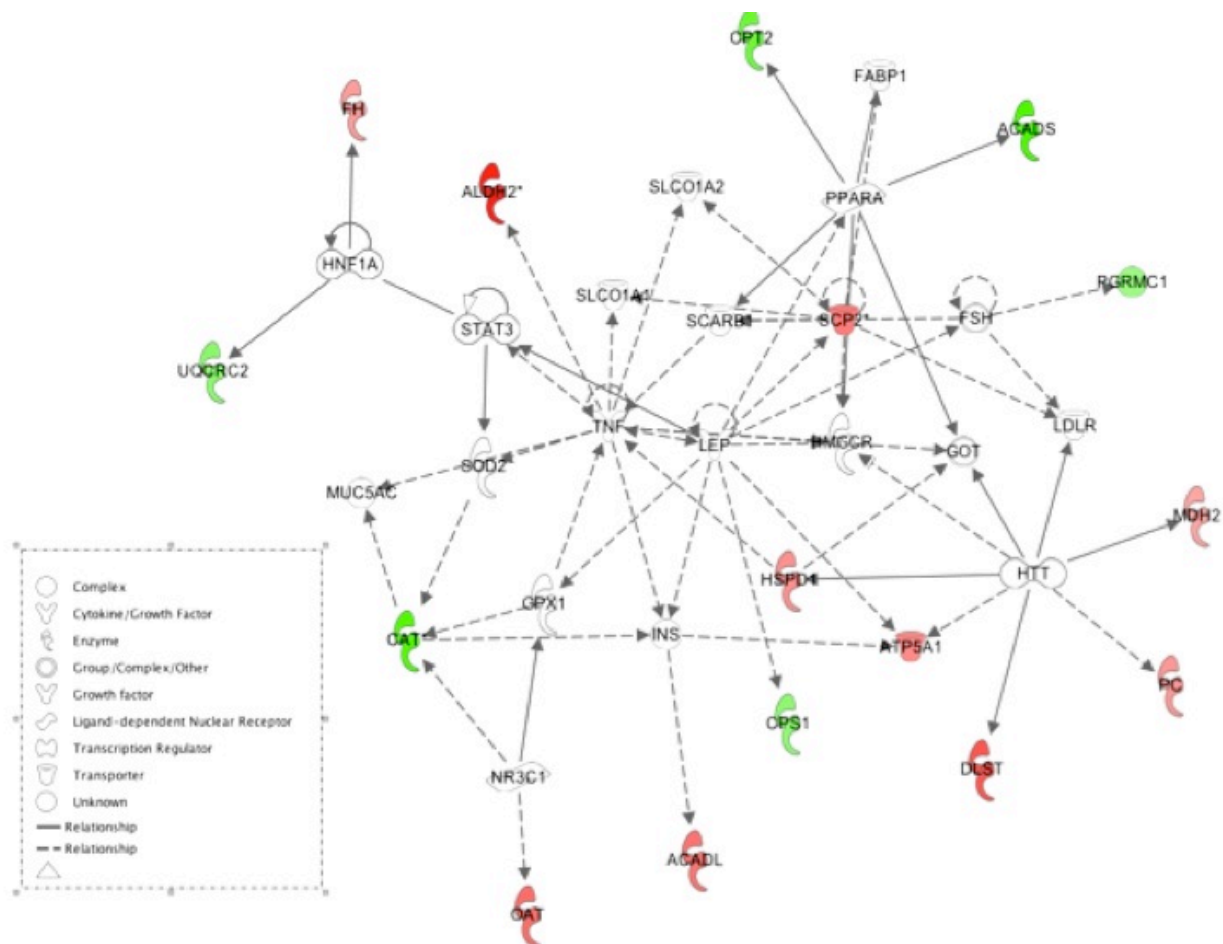 CPT2
FABP1
FH
ACADS
ALDH2*
SLCO1A2
PPARA
HNF1A
PGRMC1
SLCO1A1
SCARB1
SCP2*
FSH
STAT3
UQCRC2
TNF
LEP
HMGCR
GOT
LDLR
SOD2
MUC5AC
MDH2
HSPD1
HTT
GPX1
CAT*
INS
ATP5A1
PC
CPS1
DLST
NR3C1
ACADL
OAT
Complex
Cytokine/Growth Factor
Enzyme
Group/Complex/Other
Growth factor
Ligand-dependent Nuclear Receptor
Transcription Regulator
Transporter
Unknown
Relationship
Relationship